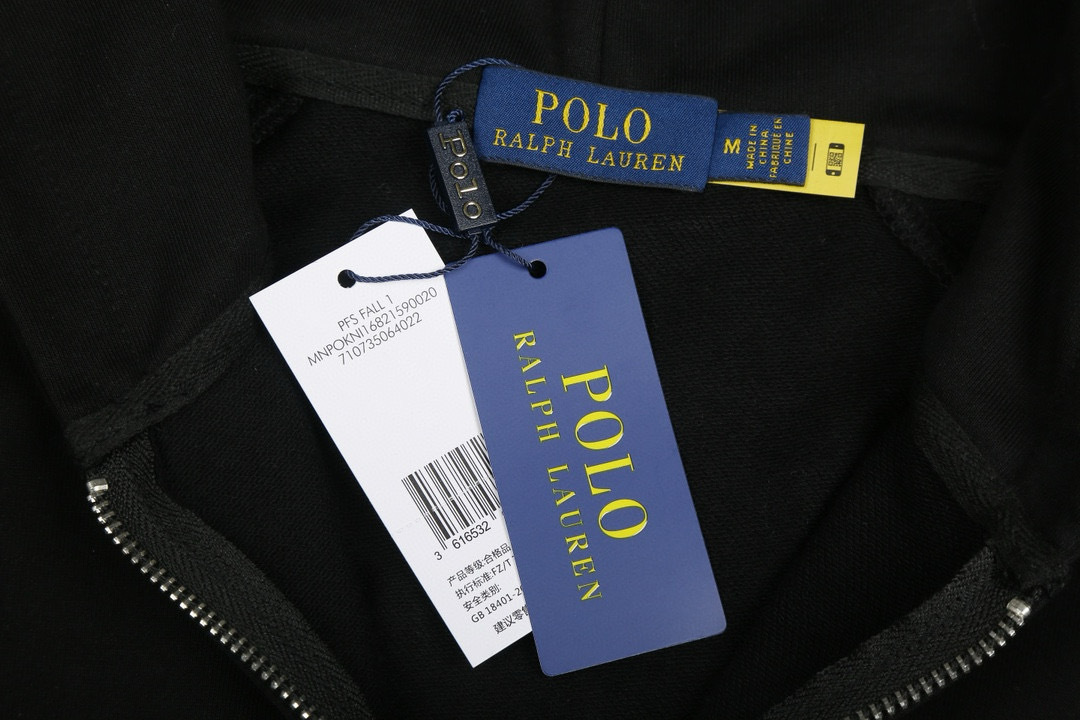 POLO
RALPH LAUREN
M
MADE IN
CHINA
FABRIQUÉ EN
CHINE
POLO
PFS FALL 1
MNPOKNI16821590020
710735064022
3 616532
产品等级:合格品
执行标准:FZ/T
安全类别:
GB 18401-2
建议零售
POLO
RALPH LAUREN